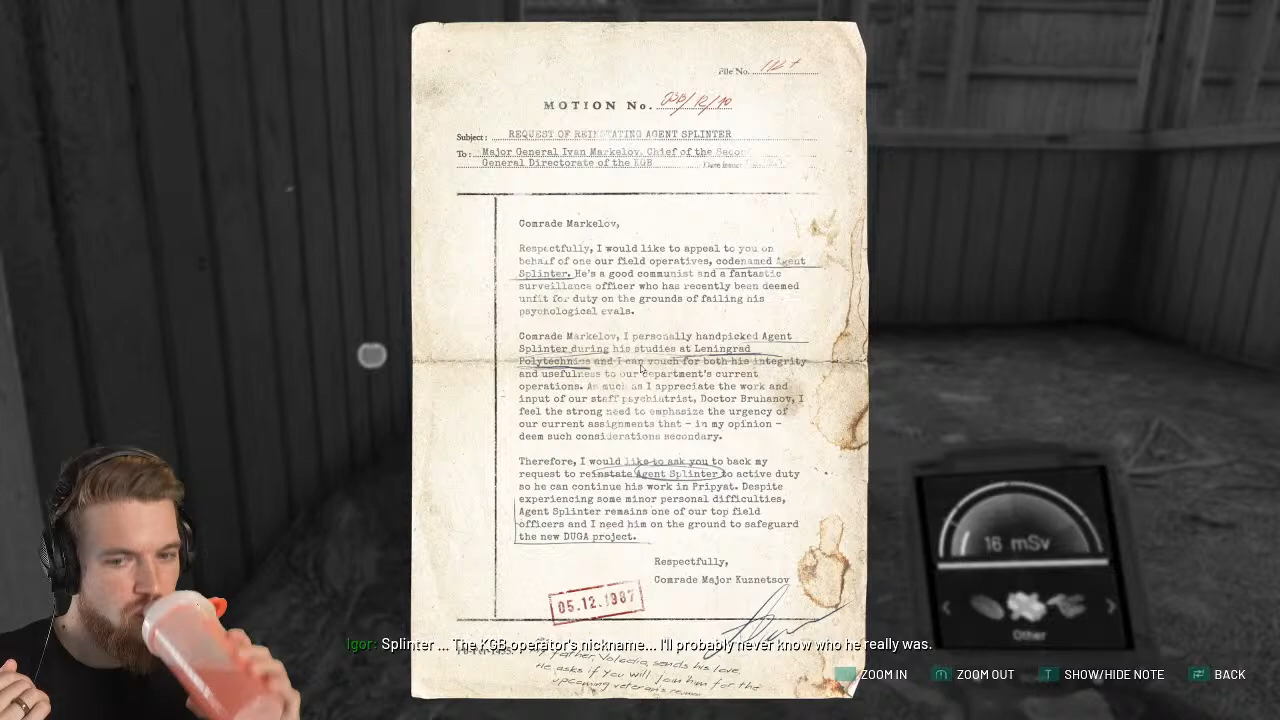 File No.
MOTION No.
Subject: REQUEST OF REINSTATING AGENT SPLINTER
To: Major General Ivan Markelov, Chief of the Second
General Directorate of the KGB
Comrade Markelov,
Respectfully, I would like to appeal to you on
behalf of one our field operatives, codenamed Agent
Splinter. He's a good communist and a fantastic
surveillance officer who has recently been deemed
unfit for duty on the grounds of failing his
psychological evals.
Comrade Markelov, I personally handpicked Agent
Splinter during his studies at Leningrad
Polytechnics and I can vouch for both his integrity
and usefulness to our department's current
operations. As much as I appreciate the work and
input of our staff psychiatrist, Doctor Bruhanov, I
feel the strong need to emphasize the urgency of
our current assignments that - in my opinion -
deem such considerations secondary.
Therefore, I would like to ask you to back my
request to reinstate Agent Splinter to active duty
so he can continue his work in Pripyat. Despite
experiencing some minor personal difficulties,
Agent Splinter remains one of our top field
officers and I need him on the ground to safeguard
the new DUGA project.
Respectfully,
Comrade Major Kuznetsov
05.12.1987
Igor: Splinter ... The KGB operator's nickname... I'll probably never know who he really was.
father, Volodia, sends his love.
He asks if you will join him for the
upcoming veteran's
16 mSv
Other
ZOOM IN
ZOOM OUT
T SHOW/HIDE NOTE
BACK